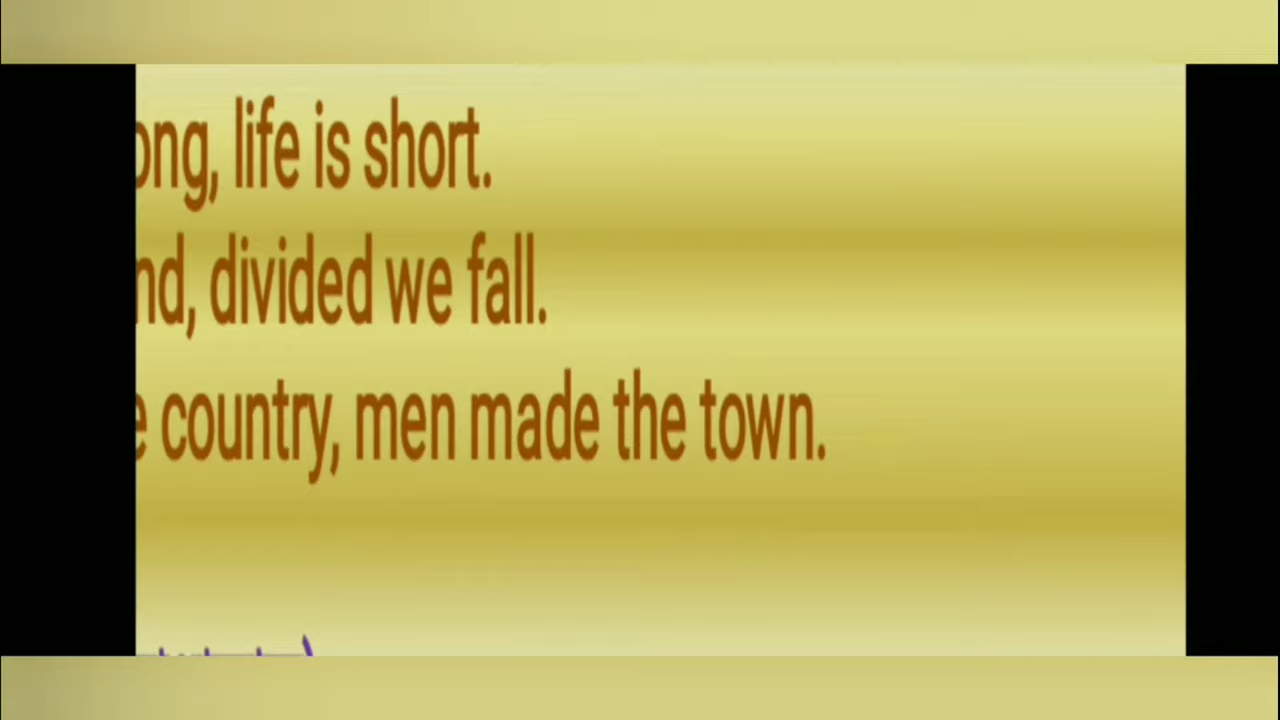 ong, life is short.
nd, divided we fall.
e country, men made the town.